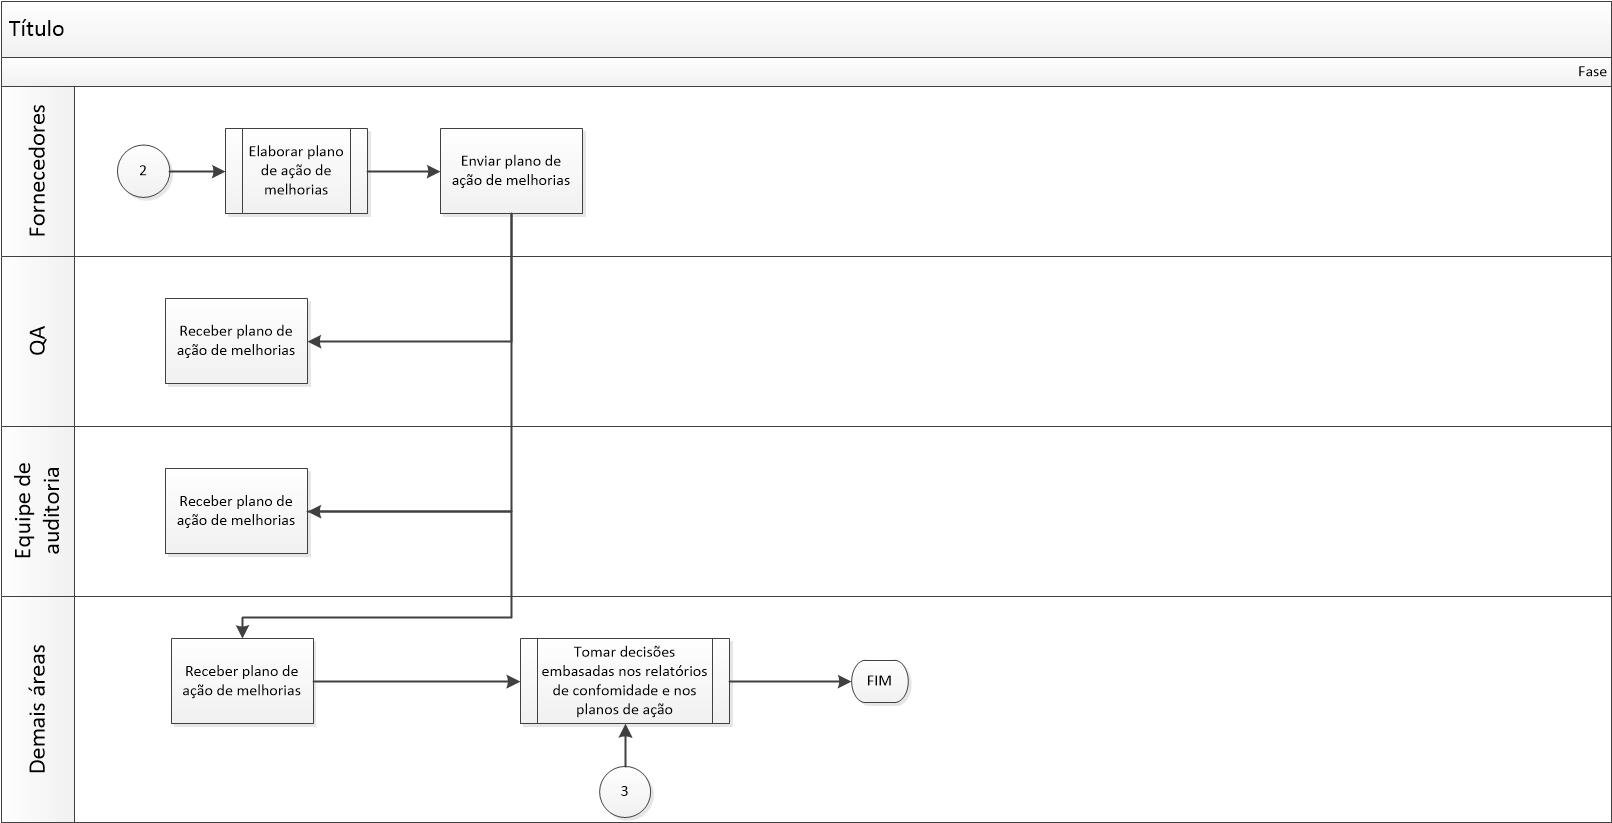 Título
Fase
Fornecedores
2
Elaborar plano
de ação de
melhorias
Enviar plano de
ação de melhorias
QA
Receber plano de
ação de melhorias
Equipe de
auditoria
Receber plano de
ação de melhorias
Demais áreas
Receber plano de
ação de melhorias
Tomar decisões
embasadas nos relatórios
de confomidade e nos
planos de ação
FIM
3